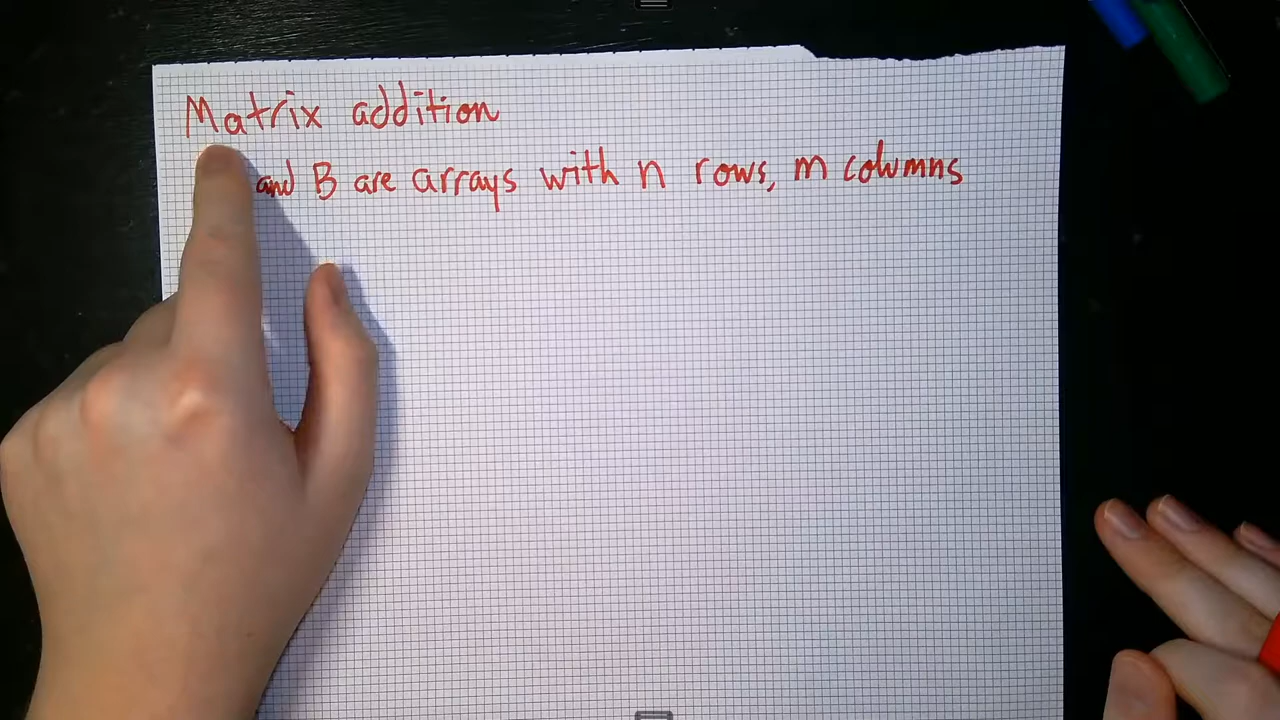 Matrix addition
and B are arrays with n rows, m columns